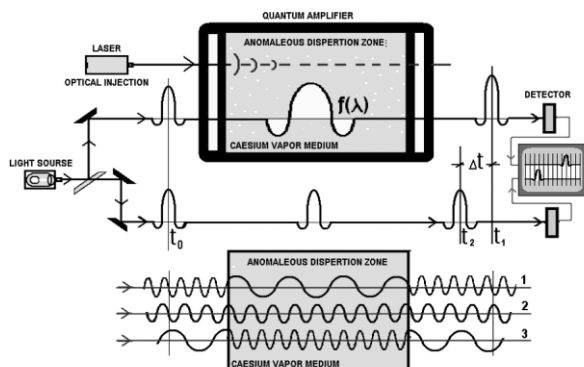 QUANTUM AMPLIFIER
LASER
OPTICAL INJECTION
ANOMALEOUS DISPERTION ZONE
f(λ)
CAESIUM VAPOR MEDIUM
DETECTOR
LIGHT SOURSE
Δt
t₀
t₂
t₁
ANOMALEOUS DISPERTION ZONE
1
2
3
CAESIUM VAPOR MEDIUM